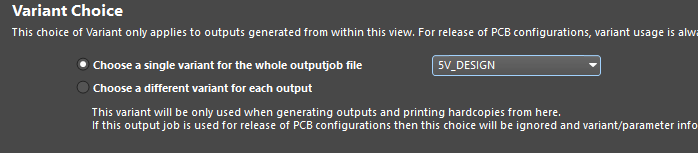 Variant Choice
This choice of Variant only applies to outputs generated from within this view. For release of PCB configurations, variant usage is alwa
Choose a single variant for the whole outputjob file
5V_DESIGN
Choose a different variant for each output
This variant will be only used when generating outputs and printing hardcopies from here.
If this output job is used for release of PCB configurations then this choice will be ignored and variant/parameter info